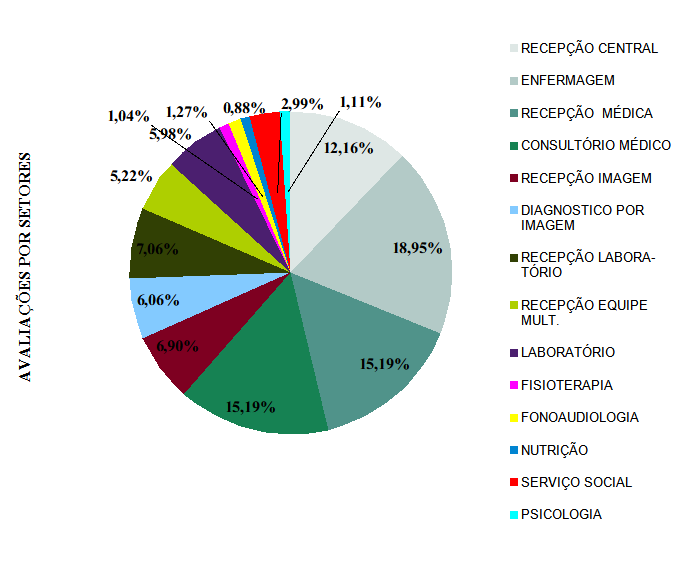 AVALIAÇÕES POR SETORES
1,04%
1,27%
0,88%
2,99%
1,11%
5,98%
12,16%
5,22%
18,95%
7,06%
6,06%
6,90%
15,19%
15,19%
RECEPÇÃO CENTRAL
ENFERMAGEM
RECEPÇÃO  MÉDICA
CONSULTÓRIO MÉDICO
RECEPÇÃO IMAGEM
DIAGNOSTICO POR
IMAGEM
RECEPÇÃO LABORA-
TÓRIO
RECEPÇÃO EQUIPE
MULT.
LABORATÓRIO
FISIOTERAPIA
FONOAUDIOLOGIA
NUTRIÇÃO
SERVIÇO SOCIAL
PSICOLOGIA